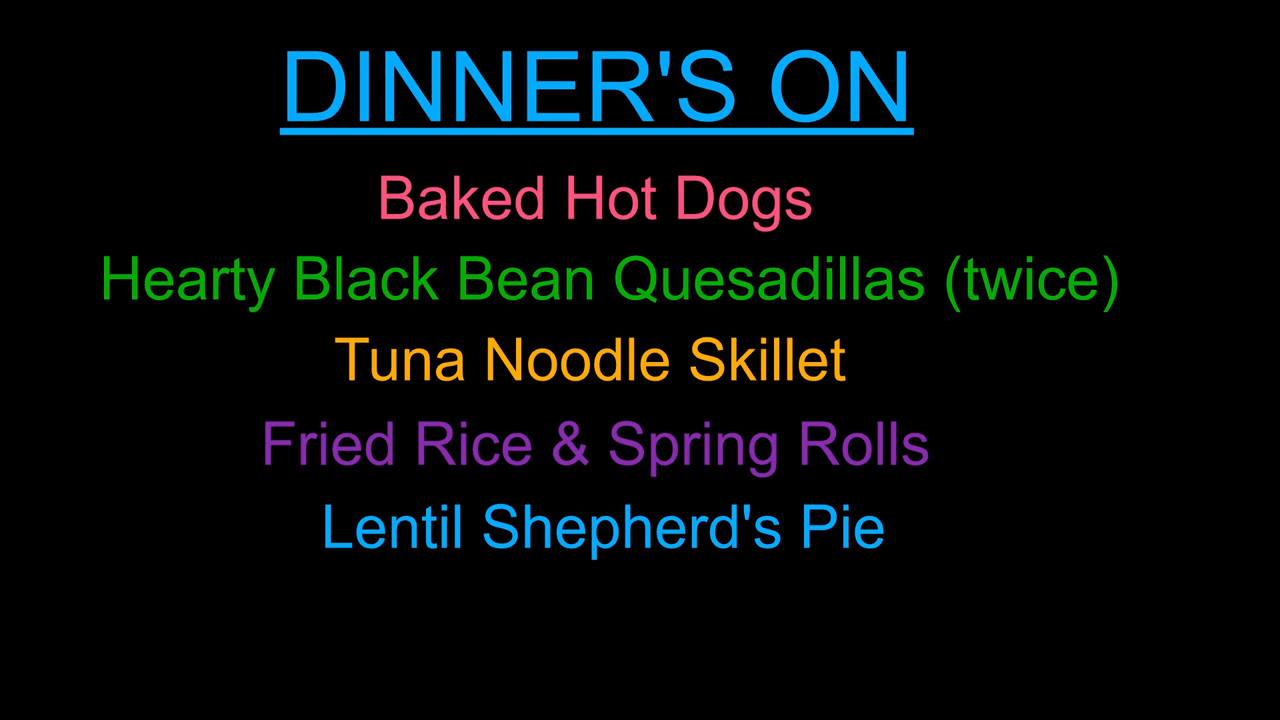 DINNER'S ON
Baked Hot Dogs
Hearty Black Bean Quesadillas (twice)
Tuna Noodle Skillet
Fried Rice & Spring Rolls
Lentil Shepherd's Pie